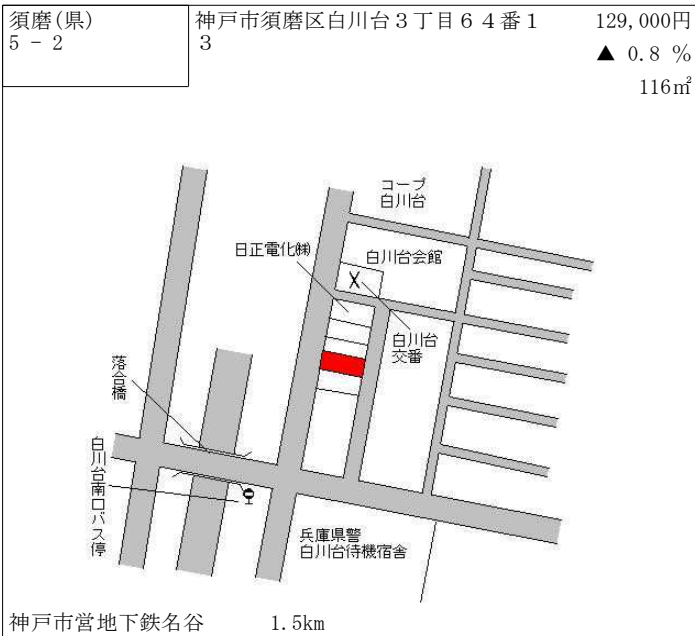 須磨(県)
5 - 2
神戸市須磨区白川台３丁目６４番１
３
129,000円
▲ 0.8 %
116㎡
コープ
白川台
日正電化㈱
白川台会館
白川台
交番
落合橋
白川台南口バス停
兵庫県警
白川台待機宿舎
神戸市営地下鉄名谷　　　1.5km